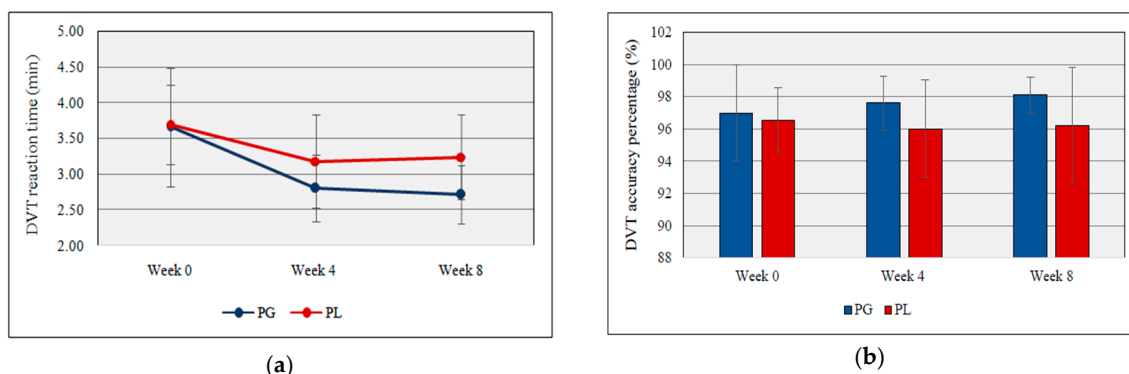 DVT reaction time (min)
5.00
4.50
4.00
3.50
3.00
2.50
2.00
Week 0 Week 4 Week 8
PG PL
(a)
DVT accuracy percentage (%)
102
100
98
96
94
92
90
88
Week 0 Week 4 Week 8
PG PL
(b)